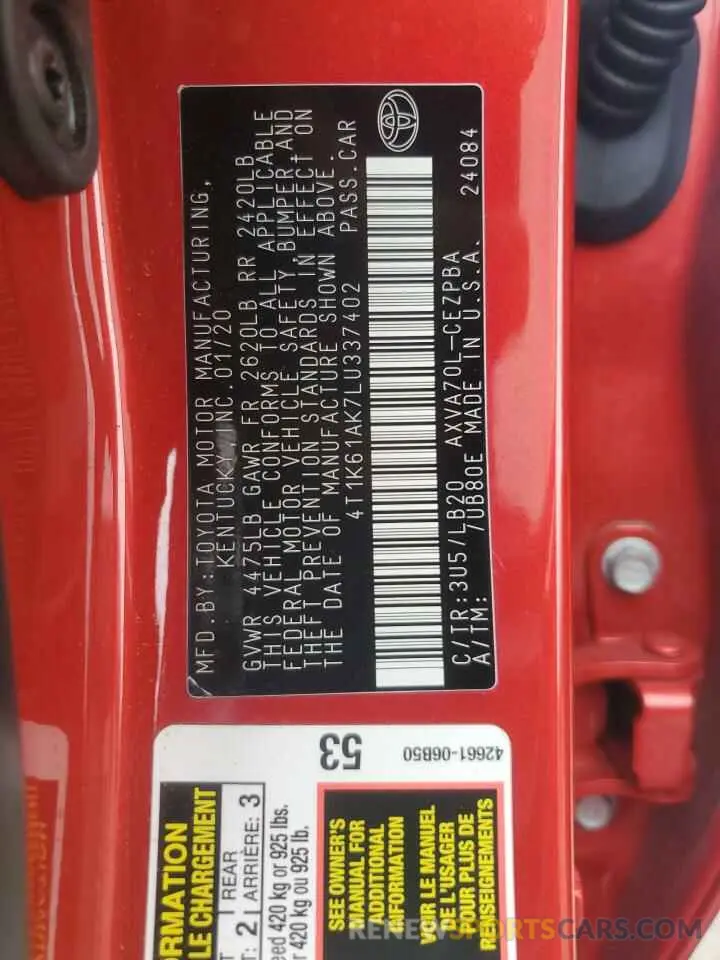 MFD.BY:TOYOTA MOTOR MANUFACTURING,
KENTUCKY,INC.01/20
GVWR 4475LB GAWR FR 2620LB RR 2420LB
THIS VEHICLE CONFORMS TO ALL APPLICABLE
FEDERAL MOTOR VEHICLE SAFETY,BUMPER,AND
THEFT PREVENTION STANDARDS IN EFFECT ON
THE DATE OF MANUFACTURE SHOWN ABOVE.
4T1K61AK7LU337402 PASS.CAR
C/TR:3U57/LB20 AXVA70L-CEZPBA
A/TM: 7UB80E MADE IN U.S.A. 24084
53
42661-06B50
LE CHARGEMENT
2 REAR
2 ARRIÈRE: 3
420 kg or 925 lbs.
420 kg ou 925 lb.
SEE OWNER'S
MANUAL FOR
ADDITIONAL
INFORMATION
VOIR LE MANUEL
DE L'USAGER
POUR PLUS DE
RENSEIGNEMENTS
RENEWSPORTSCARS.COM